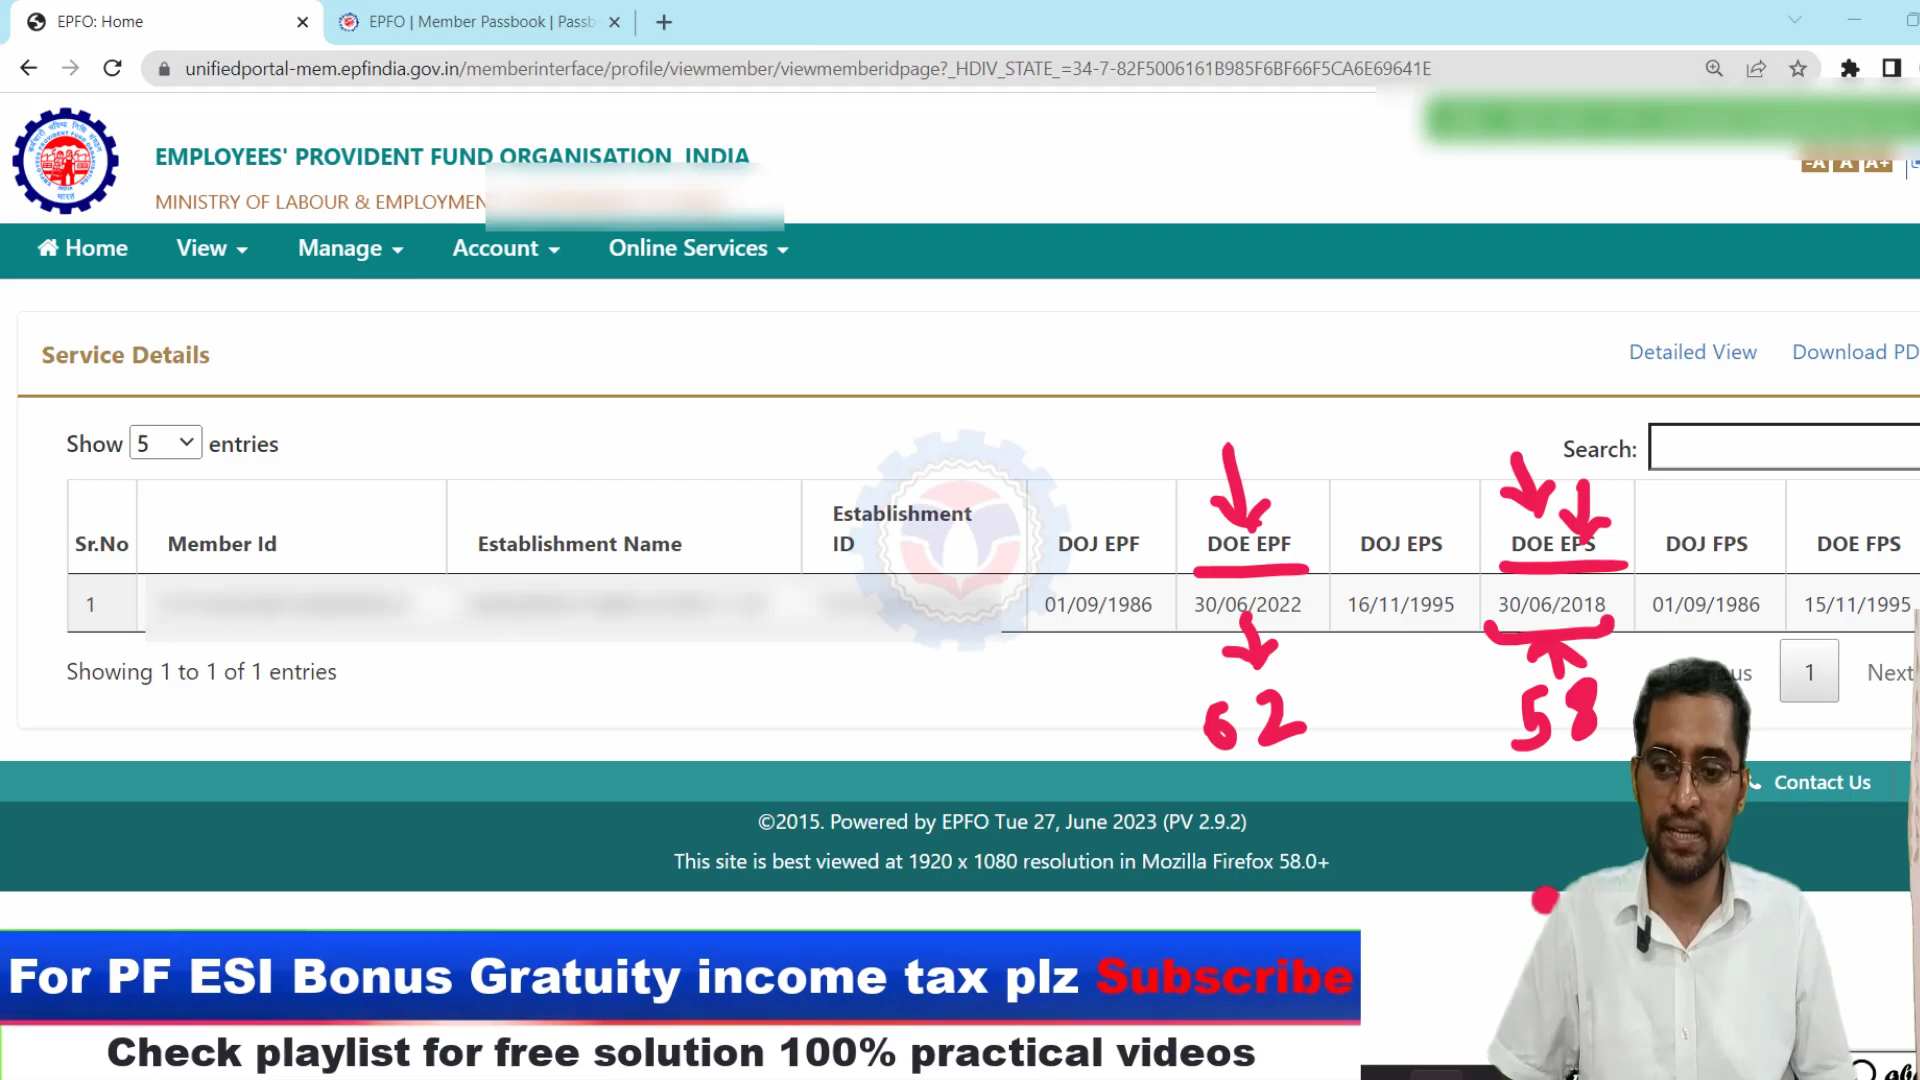 EPFO: Home
EPFO | Member Passbook | Passb
unifiedportal-mem.epfindia.gov.in/memberinterface/profile/viewmember/viewmemberidpage?_HDIV_STATE_=34-7-82F5006161B985F6BF66F5CA6E69641E
EMPLOYEES' PROVIDENT FUND ORGANISATION, INDIA
MINISTRY OF LABOUR & EMPLOYMEN
-A A A+
Home View Manage Account Online Services
Service Details
Detailed View Download PD
Show 5 entries
Search:
Sr.No Member Id Establishment Name Establishment ID DOJ EPF DOE EPF DOJ EPS DOE EPS DOJ FPS DOE FPS
1 01/09/1986 30/06/2022 16/11/1995 30/06/2018 01/09/1986 15/11/1995
Showing 1 to 1 of 1 entries
1 Next
62 58
Contact Us
©2015. Powered by EPFO Tue 27, June 2023 (PV 2.9.2)
This site is best viewed at 1920 x 1080 resolution in Mozilla Firefox 58.0+
For PF ESI Bonus Gratuity income tax plz Subscribe
Check playlist for free solution 100% practical videos